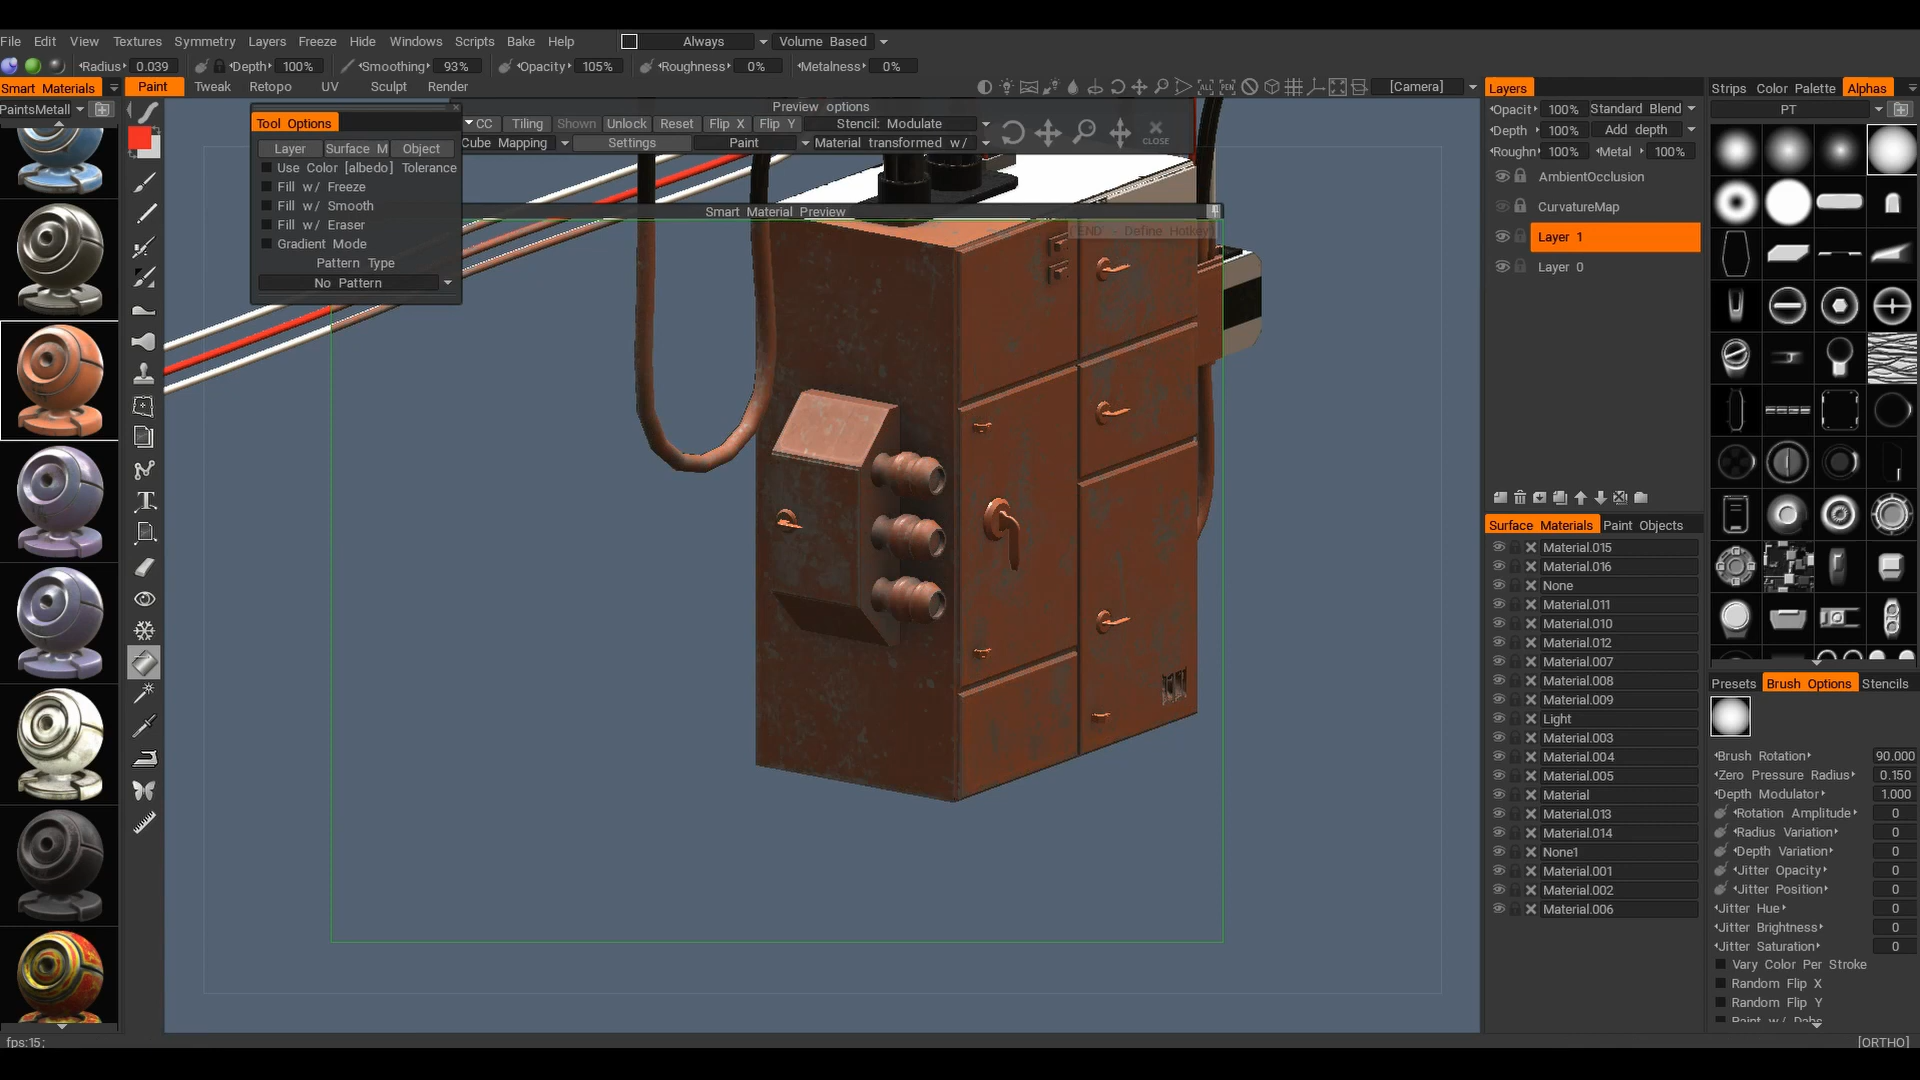 File Edit View Textures Symmetry Layers Freeze Hide Windows Scripts Bake Help Always Volume Based
Radius 0.039 Depth 100% Smoothing 93% Opacity 105% Roughness 0% Metalness 0%
Smart Materials Paint Tweak Retopo UV Sculpt Render [Camera]
PaintsMetall
Preview options
CC Tiling Shown Unlock Reset Flip X Flip Y Stencil: Modulate
Cube Mapping Settings Paint Material transformed w/
CLOSE
Tool Options
Layer Surface M Object
Use Color [albedo] Tolerance
Fill w/ Freeze
Fill w/ Smooth
Fill w/ Eraser
Gradient Mode
Pattern Type
No Pattern
Smart Material Preview
'END' - Define Hotkey
Layers
Opacit 100% Standard Blend
Depth 100% Add depth
Roughn 100% Metal 100%
AmbientOcclusion
CurvatureMap
Layer 1
Layer 0
Surface Materials Paint Objects
Material.015
Material.016
None
Material.011
Material.010
Material.012
Material.007
Material.008
Material.009
Light
Material.003
Material.004
Material.005
Material
Material.013
Material.014
None1
Material.001
Material.002
Material.006
Strips Color Palette Alphas
PT
Presets Brush Options Stencils
Brush Rotation 90.000
Zero Pressure Radius 0.150
Depth Modulator 1.000
Rotation Amplitude 0
Radius Variation 0
Depth Variation 0
Jitter Opacity 0
Jitter Position 0
Jitter Hue 0
Jitter Brightness 0
Jitter Saturation 0
Vary Color Per Stroke
Random Flip X
Random Flip Y
Paint w/ Dabs
fps:15;
[ORTHO]